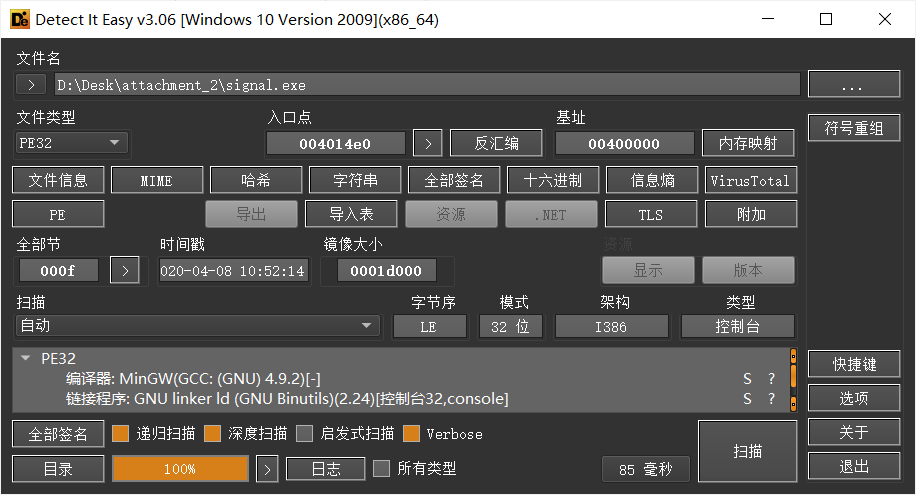 Detect It Easy v3.06 [Windows 10 Version 2009](x86_64)
文件名
> D:\Desk\attachment_2\signal.exe ...
文件类型 入口点 基址 符号重组
PE32 004014e0 > 反汇编 00400000 内存映射
文件信息 MIME 哈希 字符串 全部签名 十六进制 信息熵 VirusTotal
PE 导出 导入表 资源 .NET TLS 附加
全部节 时间戳 镜像大小 资源
000f > 020-04-08 10:52:14 0001d000 显示 版本
扫描 字节序 模式 架构 类型
自动 LE 32 位 I386 控制台
PE32 快捷键
编译器: MinGW(GCC: (GNU) 4.9.2)[-] S ?
链接程序: GNU linker ld (GNU Binutils)(2.24)[控制台32,console] S ? 选项
全部签名 递归扫描 深度扫描 启发式扫描 Verbose 扫描 关于
目录 100% > 日志 所有类型 85 毫秒 退出